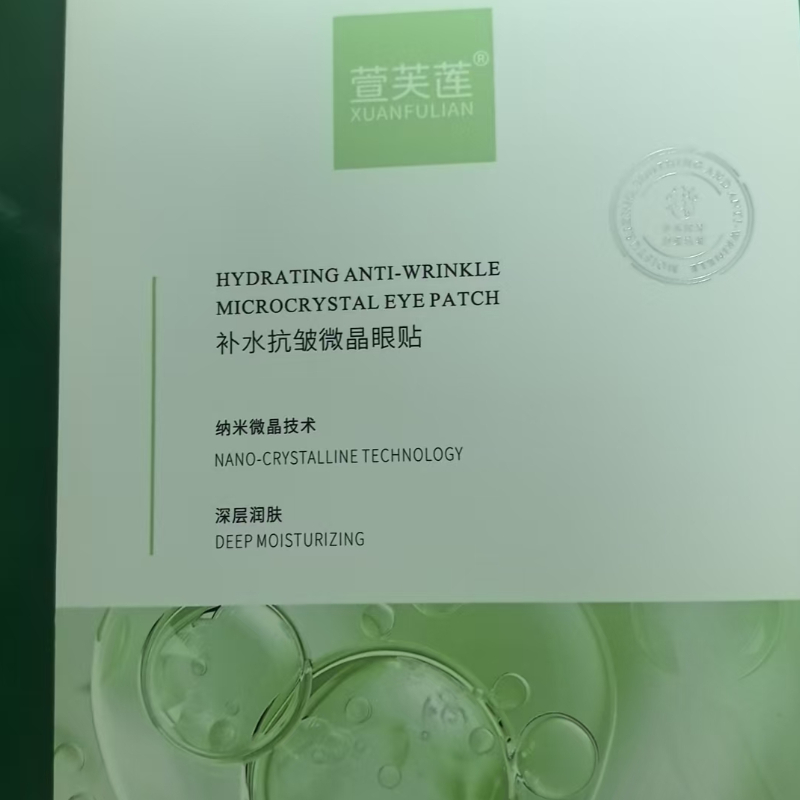 萱芙莲®
XUANFULIAN
HYDRATING ANTI-WRINKLE
MICROCRYSTAL EYE PATCH
补水抗皱微晶眼贴
纳米微晶技术
NANO-CRYSTALLINE TECHNOLOGY
深层润肤
DEEP MOISTURIZING